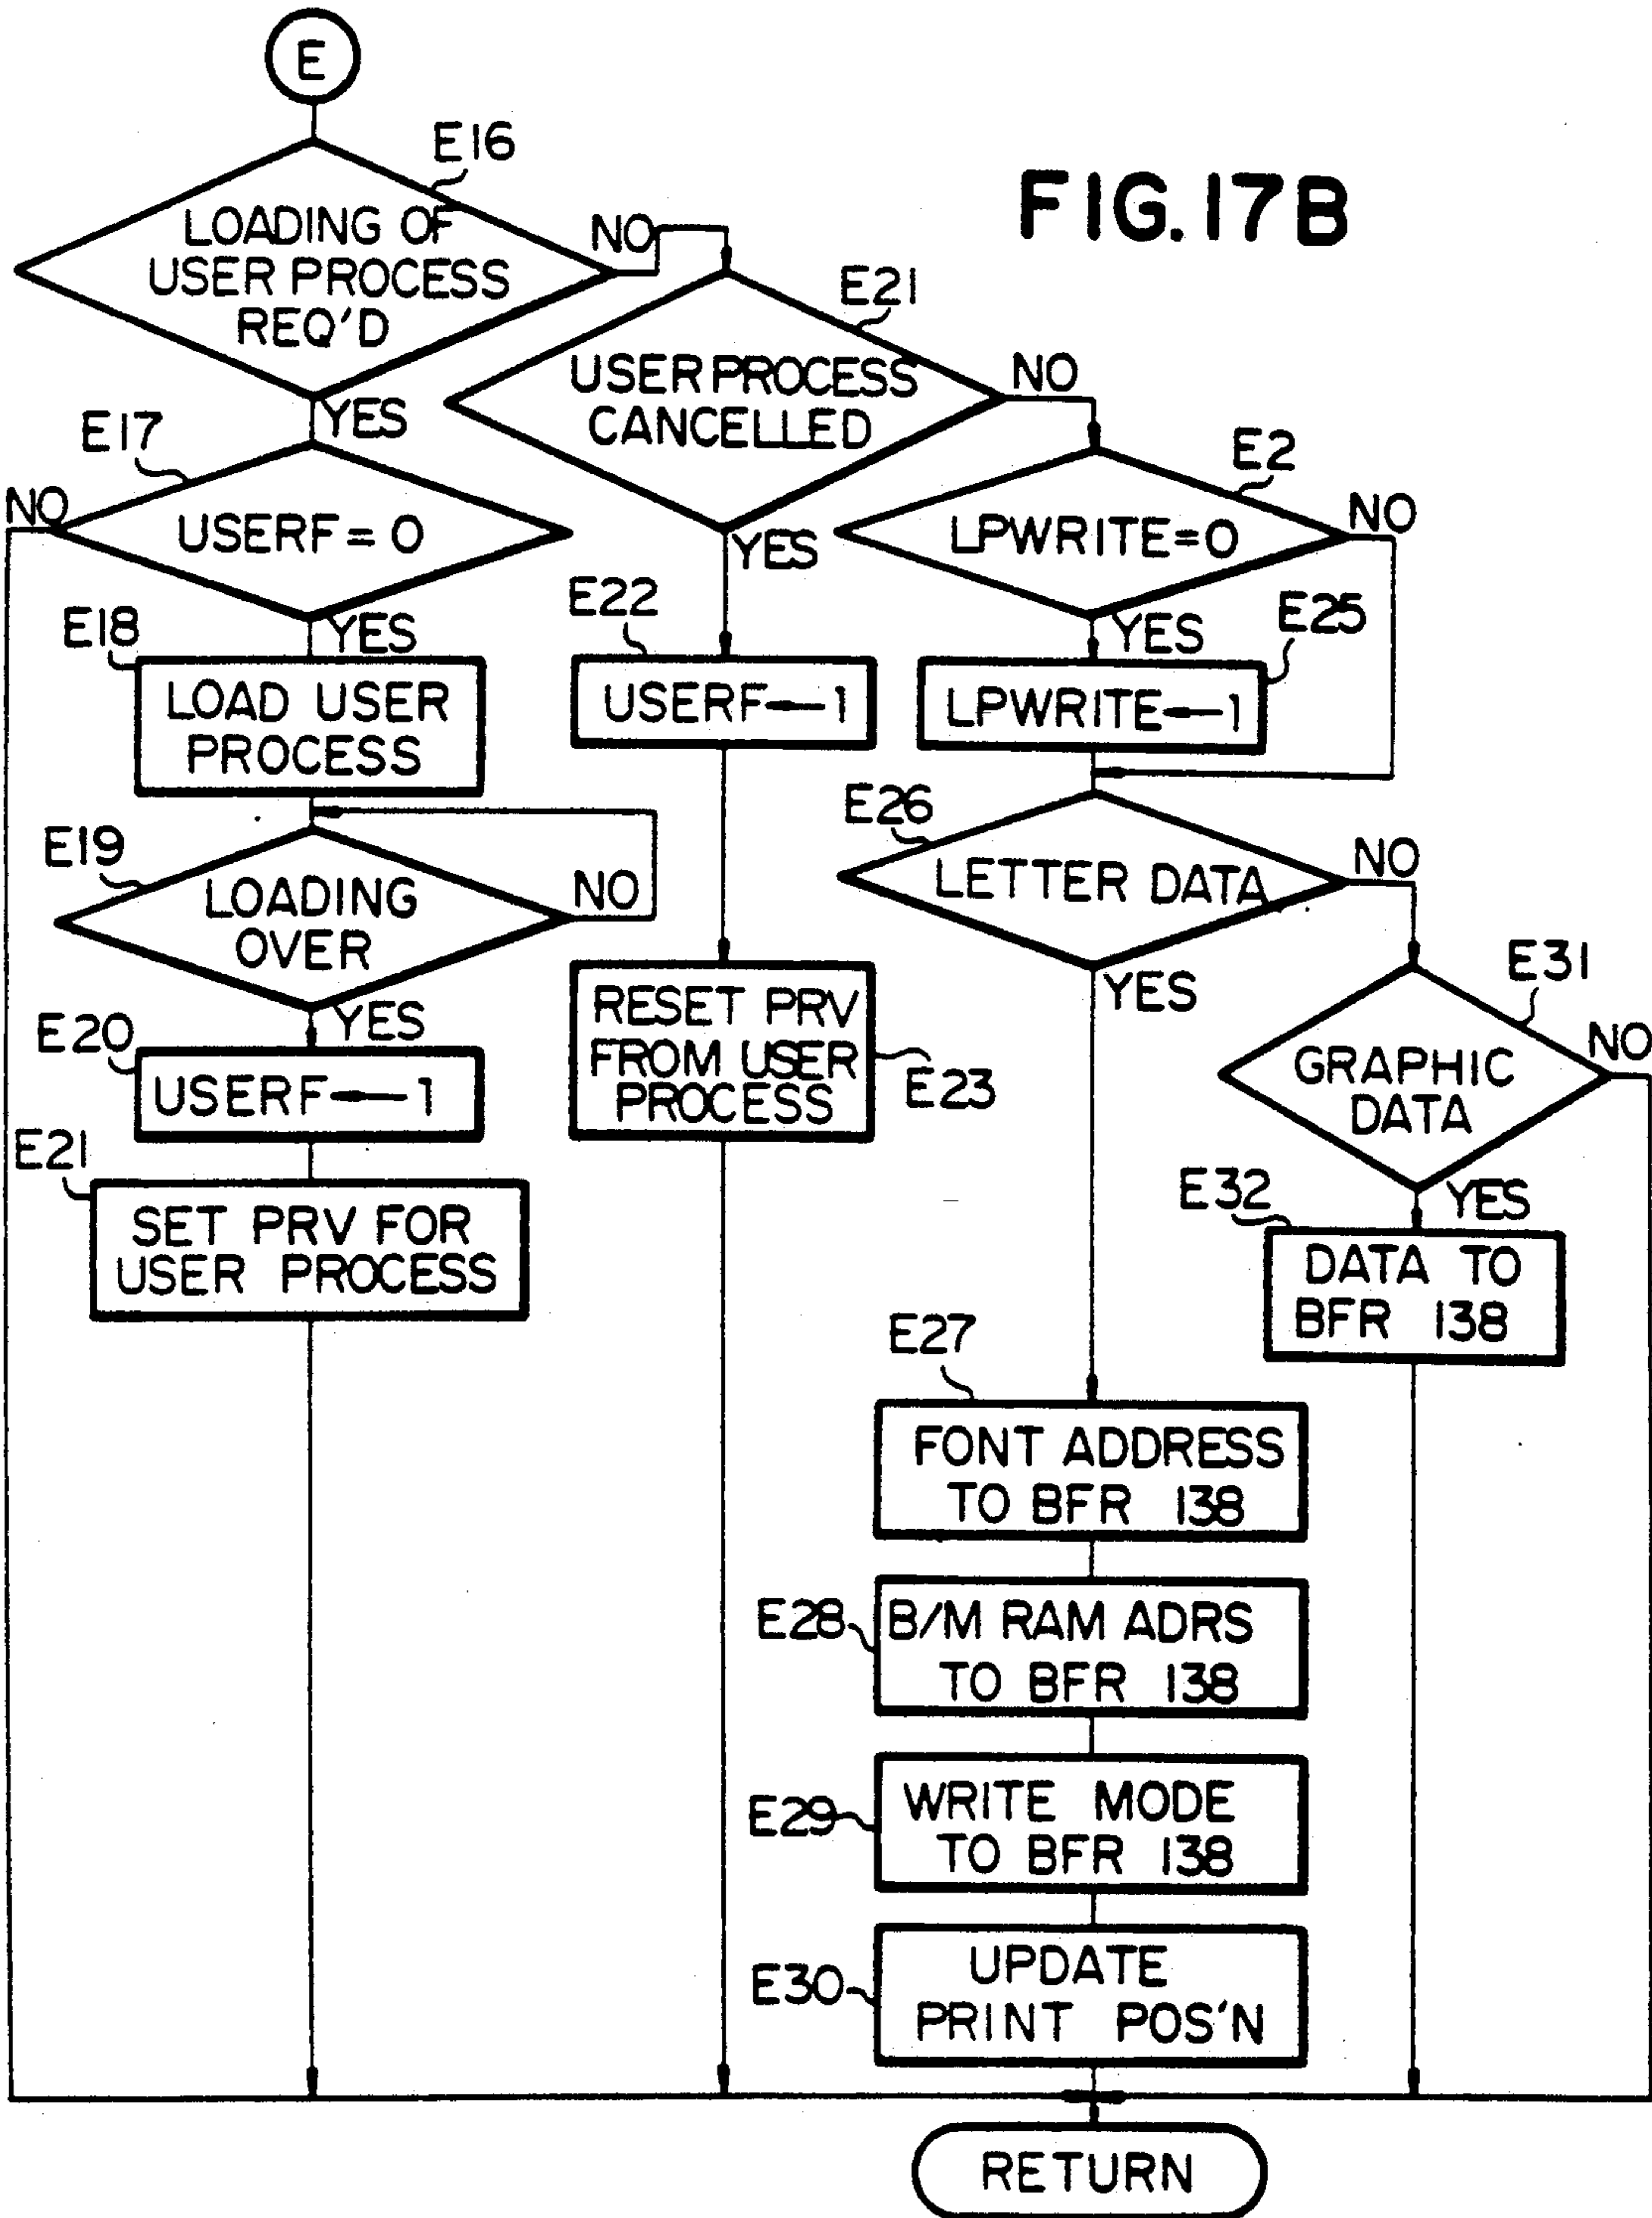 E
E16
FIG. 17B
LOADING OF
USER PROCESS
REQ'D
NO
YES
E21
USER PROCESS
CANCELLED
NO
YES
E17
NO
USERF = 0
YES
E2
LPWRITE=0
NO
YES
E18
LOAD USER
PROCESS
E22
USERF←1
E25
LPWRITE←1
E19
LOADING
OVER
NO
YES
E26
LETTER DATA
NO
YES
E20
USERF←1
RESET PRV
FROM USER
PROCESS
E23
E31
GRAPHIC
DATA
NO
YES
E21
SET PRV FOR
USER PROCESS
E32
DATA TO
BFR 138
E27
FONT ADDRESS
TO BFR 138
E28
B/M RAM ADRS
TO BFR 138
E29
WRITE MODE
TO BFR 138
E30
UPDATE
PRINT POS'N
RETURN